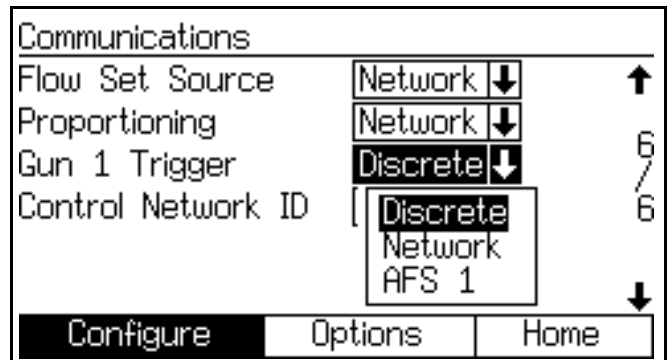 Communications
Flow Set Source Network
Proportioning Network
Gun 1 Trigger Discrete
Control Network ID [
Discrete
Network
AFS 1
6/6
Configure Options Home